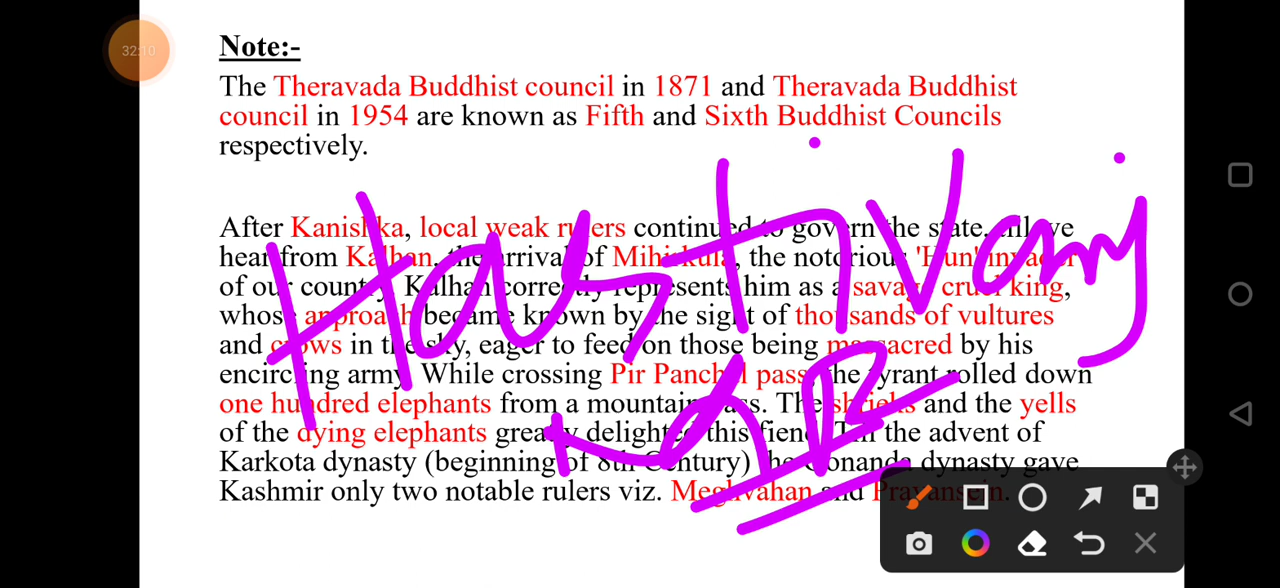 32:10
Note:-
The Theravada Buddhist council in 1871 and Theravada Buddhist
council in 1954 are known as Fifth and Sixth Buddhist Councils
respectively.
After Kanishka, local weak rulers continued to govern the state, till we
hear from Kalhan, the arrival of Mihirkula, the notorious 'Hun' invader
of our country. Kalhan correctly represents him as a savage cruel king,
whose approach became known by the sight of thousands of vultures
and crows in the sky, eager to feed on those being massacred by his
encircling army. While crossing Pir Panchal pass, the tyrant rolled down
one hundred elephants from a mountain pass. The shrieks and the yells
of the dying elephants greatly delighted this fiend. Till the advent of
Karkota dynasty (beginning of 8th Century) the Gonanda dynasty gave
Kashmir only two notable rulers viz. Meghvahan and Pravansein.
HasTiVanj